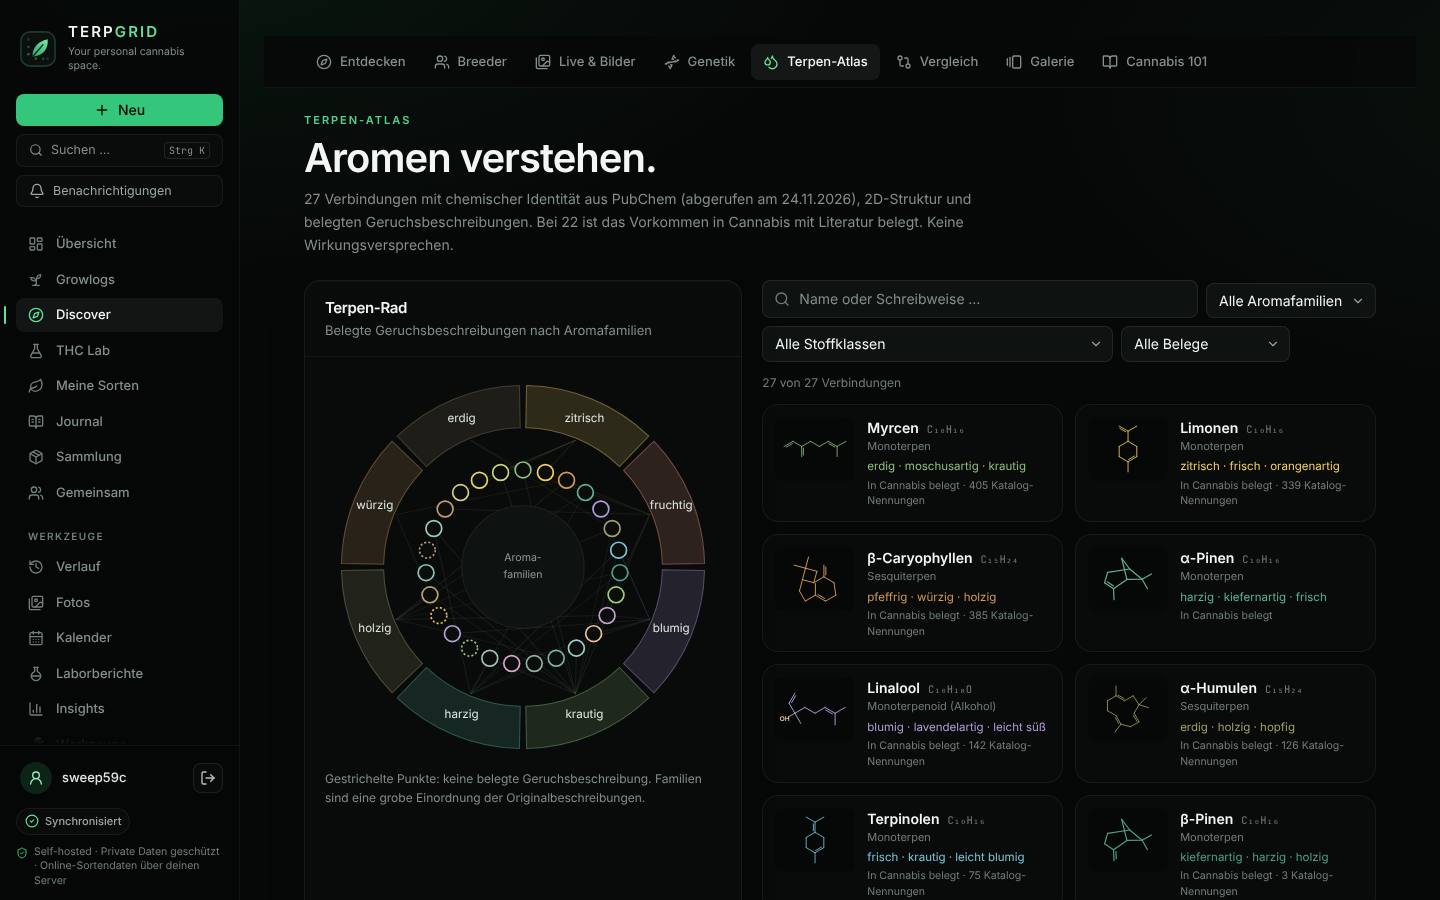 TERPGRID
Your personal cannabis
space.
Neu
Suchen ...
Strg K
Benachrichtigungen
Übersicht
Growlogs
Discover
THC Lab
Meine Sorten
Journal
Sammlung
Gemeinsam
WERKZEUGE
Verlauf
Fotos
Kalender
Laborberichte
Insights
sweep59c
Synchronisiert
Self-hosted · Private Daten geschützt
· Online-Sortendaten über deinen
Server
Entdecken
Breeder
Live & Bilder
Genetik
Terpen-Atlas
Vergleich
Galerie
Cannabis 101
TERPEN-ATLAS
Aromen verstehen.
27 Verbindungen mit chemischer Identität aus PubChem (abgerufen am 24.11.2026), 2D-Struktur und
belegten Geruchsbeschreibungen. Bei 22 ist das Vorkommen in Cannabis mit Literatur belegt. Keine
Wirkungsversprechen.
Terpen-Rad
Belegte Geruchsbeschreibungen nach Aromafamilien
erdig
zitrisch
würzig
fruchtig
Aroma-
familien
holzig
blumig
harzig
krautig
Gestrichelte Punkte: keine belegte Geruchsbeschreibung. Familien
sind eine grobe Einordnung der Originalbeschreibungen.
Name oder Schreibweise ...
Alle Aromafamilien
Alle Stoffklassen
Alle Belege
27 von 27 Verbindungen
Myrcen C₁₀H₁₆
Monoterpen
erdig · moschusartig · krautig
In Cannabis belegt · 405 Katalog-
Nennungen
Limonen C₁₀H₁₆
Monoterpen
zitrisch · frisch · orangenartig
In Cannabis belegt · 339 Katalog-
Nennungen
β-Caryophyllen C₁₅H₂₄
Sesquiterpen
pfeffrig · würzig · holzig
In Cannabis belegt · 385 Katalog-
Nennungen
α-Pinen C₁₀H₁₆
Monoterpen
harzig · kiefernartig · frisch
In Cannabis belegt
OH
Linalool C₁₀H₁₈O
Monoterpenoid (Alkohol)
blumig · lavendelartig · leicht süß
In Cannabis belegt · 142 Katalog-
Nennungen
α-Humulen C₁₅H₂₄
Sesquiterpen
erdig · holzig · hopfig
In Cannabis belegt · 126 Katalog-
Nennungen
Terpinolen C₁₀H₁₆
Monoterpen
frisch · krautig · leicht blumig
In Cannabis belegt · 75 Katalog-
Nennungen
β-Pinen C₁₀H₁₆
Monoterpen
kiefernartig · harzig · holzig
In Cannabis belegt · 3 Katalog-
Nennungen